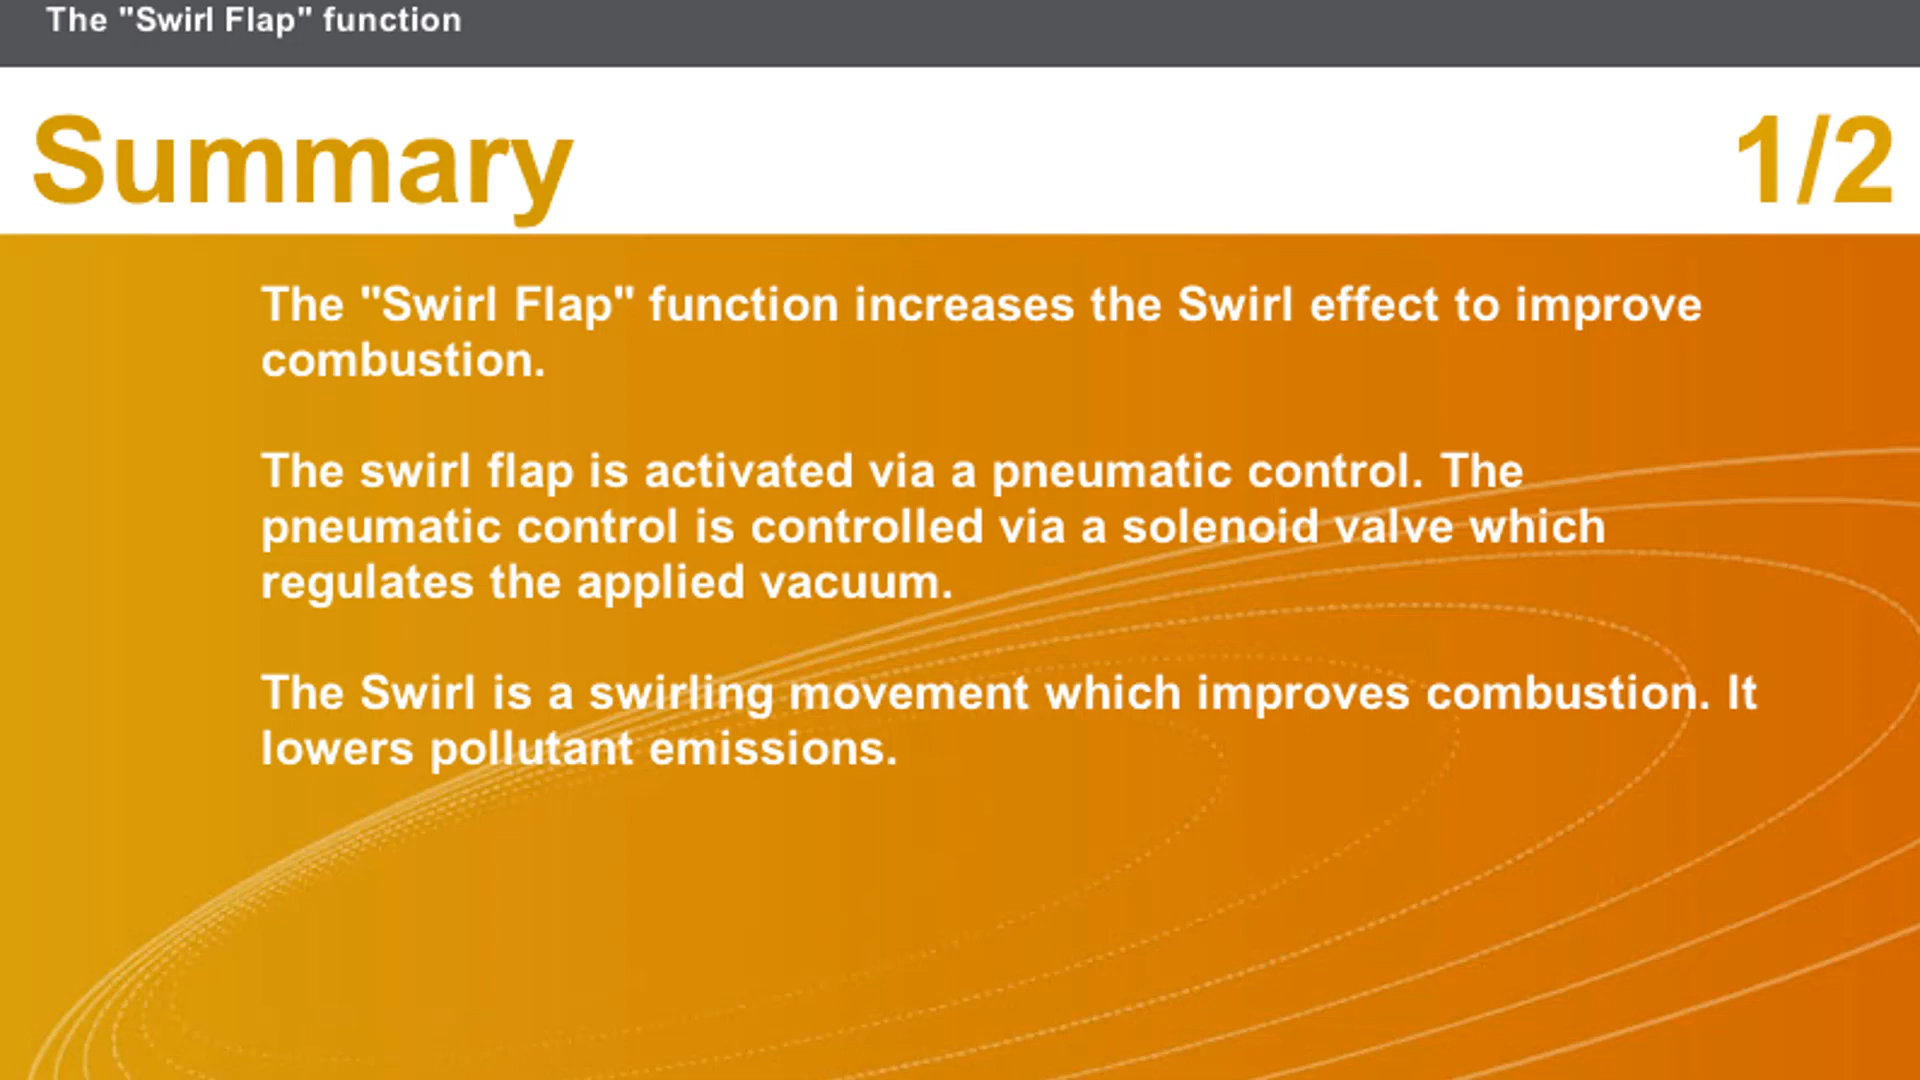 The "Swirl Flap" function
Summary
1/2
The "Swirl Flap" function increases the Swirl effect to improve
combustion.
The swirl flap is activated via a pneumatic control. The
pneumatic control is controlled via a solenoid valve which
regulates the applied vacuum.
The Swirl is a swirling movement which improves combustion. It
lowers pollutant emissions.